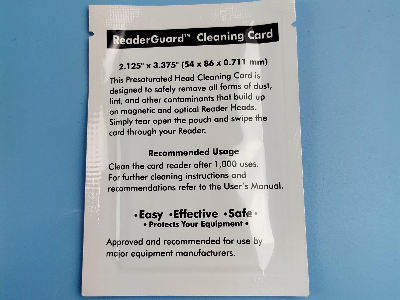 ReaderGuard™ Cleaning Card
2.125" x 3.375" (54 x 86 x 0.711 mm)
This Presaturated Head Cleaning Card is
designed to safely remove all forms of dust,
lint, and other contaminants that build up
on magnetic and optical Reader Heads.
Simply tear open the pouch and swipe the
card through your Reader.
Recommended Usage
Clean the card reader after 1,000 uses.
For further cleaning instructions and
recommendations refer to the User's Manual.
•Easy •Effective •Safe•
•Protects Your Equipment•
Approved and recommended for use by
major equipment manufacturers.